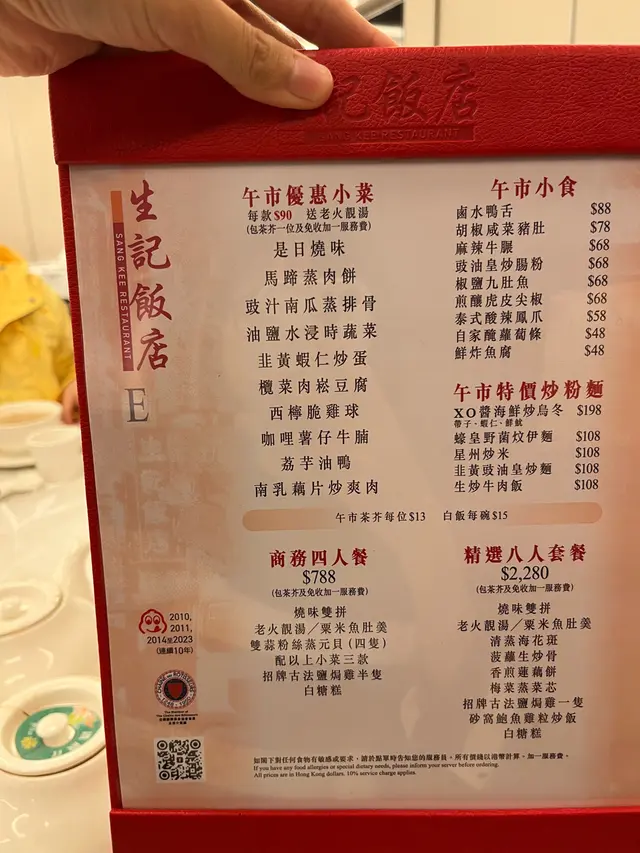 記飯店
SANG KEE RESTAURANT
生記飯店
SANG KEE RESTAURANT
E
2010,
2011,
2014至2023
(連續10年)
午市優惠小菜
每款$90 送老火靚湯
(包茶芥一位及免收加一服務費)
是日燒味
馬蹄蒸肉餅
豉汁南瓜蒸排骨
油鹽水浸時蔬菜
韭黃蝦仁炒蛋
欖菜肉崧豆腐
西檸脆雞球
咖哩薯仔牛腩
荔芋油鴨
南乳藕片炒爽肉
午市小食
鹵水鴨舌 $88
胡椒咸菜豬肚 $78
麻辣牛𦟌 $68
豉油皇炒腸粉 $68
椒鹽九肚魚 $68
煎釀虎皮尖椒 $68
泰式酸辣鳳爪 $58
自家醃蘿蔔條 $48
鮮炸魚腐 $48
午市特價炒粉麵
XO醬海鮮炒烏冬 $198
帶子、蝦仁、鮮魷
蠔皇野菌炆伊麵 $108
星州炒米 $108
韭黃豉油皇炒麵 $108
生炒牛肉飯 $108
午市茶芥每位$13 白飯每碗$15
商務四人餐
$788
(包茶芥及免收加一服務費)
燒味雙拼
老火靚湯／粟米魚肚羹
雙蒜粉絲蒸元貝(四隻)
配以上小菜三款
招牌古法鹽焗雞半隻
白糖糕
精選八人套餐
$2,280
(包茶芥及免收加一服務費)
燒味雙拼
老火靚湯／粟米魚肚羹
清蒸海花斑
菠蘿生炒骨
香煎蓮藕餅
梅菜蒸菜芯
招牌古法鹽焗雞一隻
砂窩鮑魚雞粒炒飯
白糖糕
如閣下對任何食物有敏感或要求，請於點單時告知您的服務員。所有價錢以港幣計算。加一服務費。
If you have any food allergies or special dietary needs, please inform your server before ordering.
All prices are in Hong Kong dollars. 10% service charge applies.